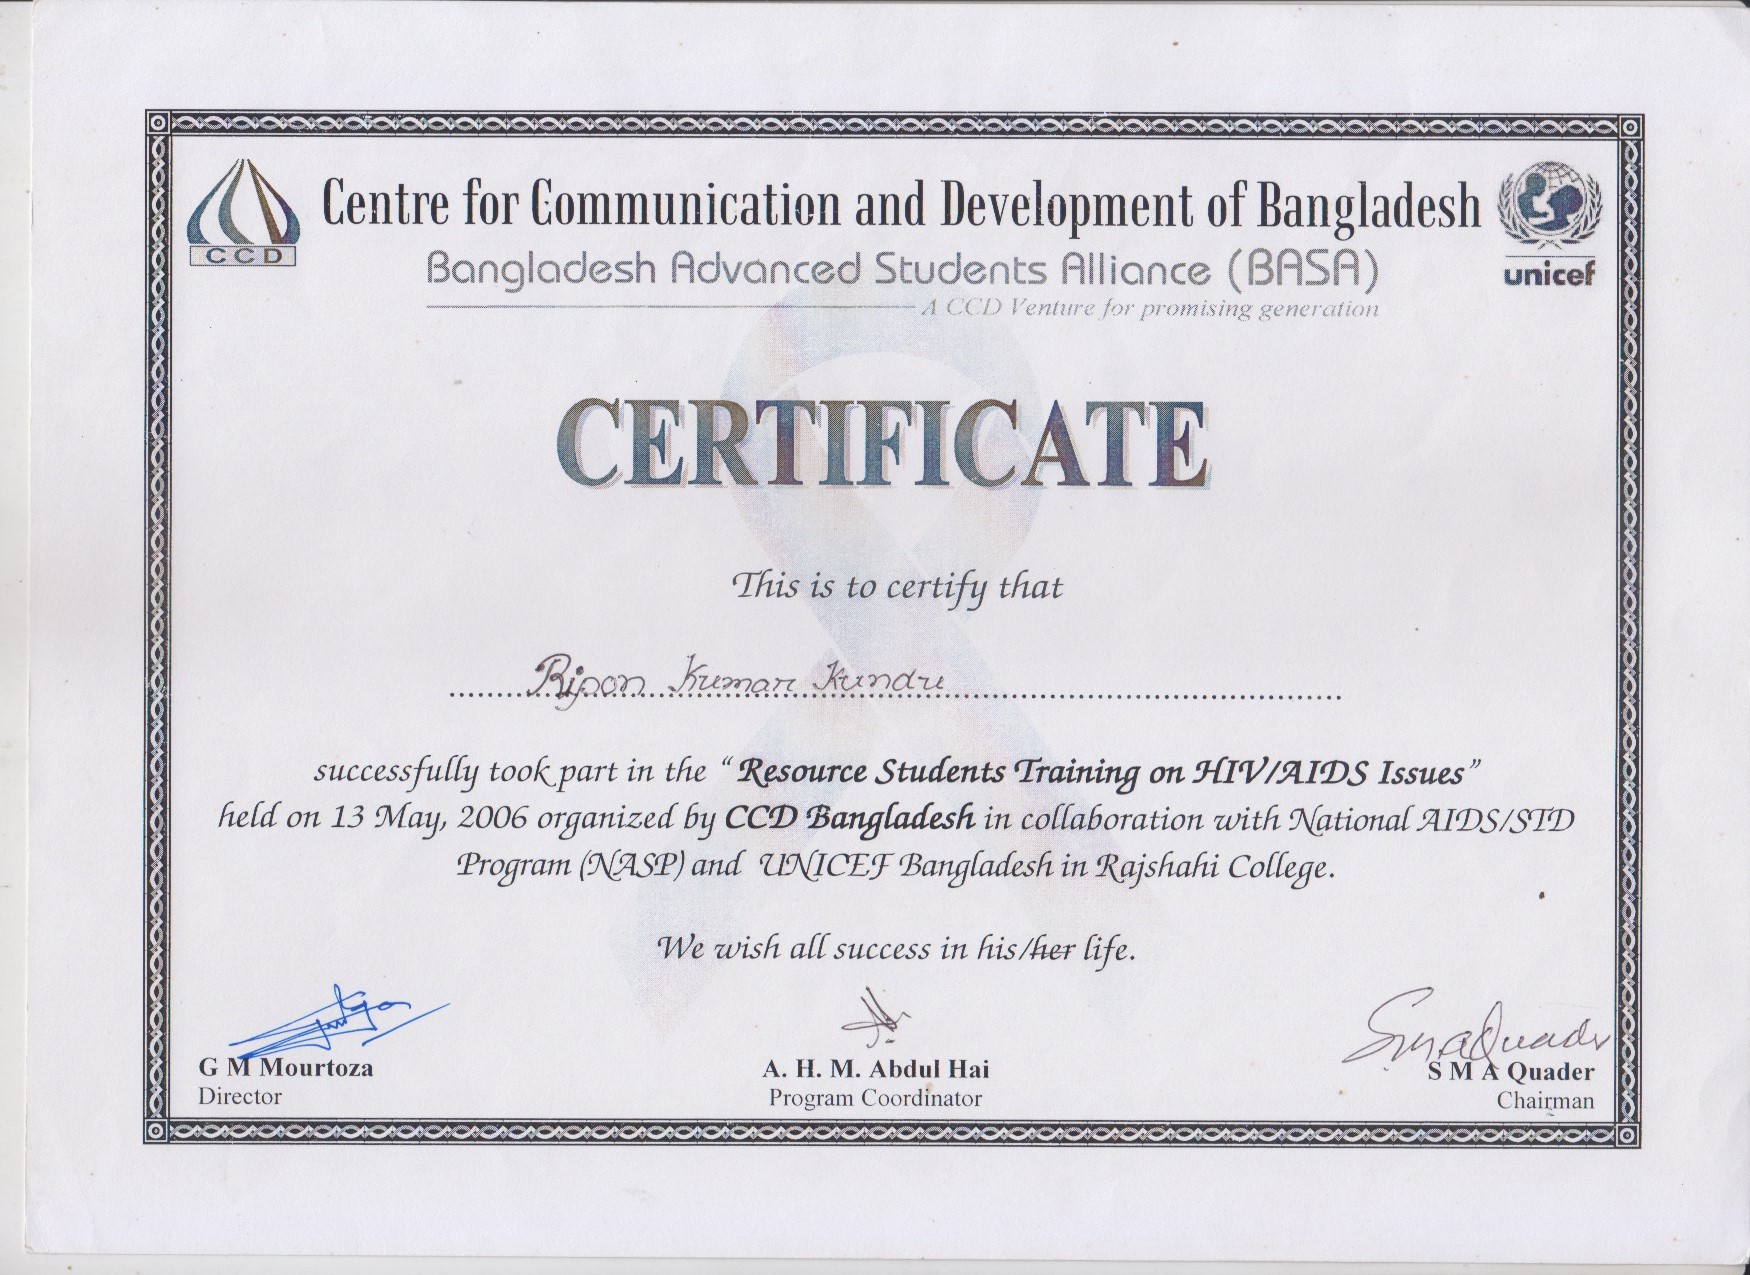 Centre for Communication and Development of Bangladesh
CCD
Bangladesh Advanced Students Alliance (BASA)
unicef
A CCD Venture for promising generation
CERTIFICATE
This is to certify that
Ripon Kumar Kundu
successfully took part in the “Resource Students Training on HIV/AIDS Issues”
held on 13 May, 2006 organized by CCD Bangladesh in collaboration with National AIDS/STD
Program (NASP) and UNICEF Bangladesh in Rajshahi College.
We wish all success in his/her life.
SMAQuader
G M Mourtoza
A. H. M. Abdul Hai
S M A Quader
Director
Program Coordinator
Chairman